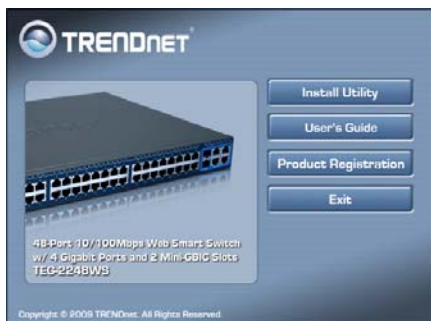 TRENDNET
Install Utility
User's Guide
Product Registration
Exit
48-Port 10/100Mbps Web Smart Switch
w/ 4 Gigabit Ports and 2 Mini-GBIC Slots
TEG-2248WS
Copyright © 2009 TRENDnet. All Rights Reserved.